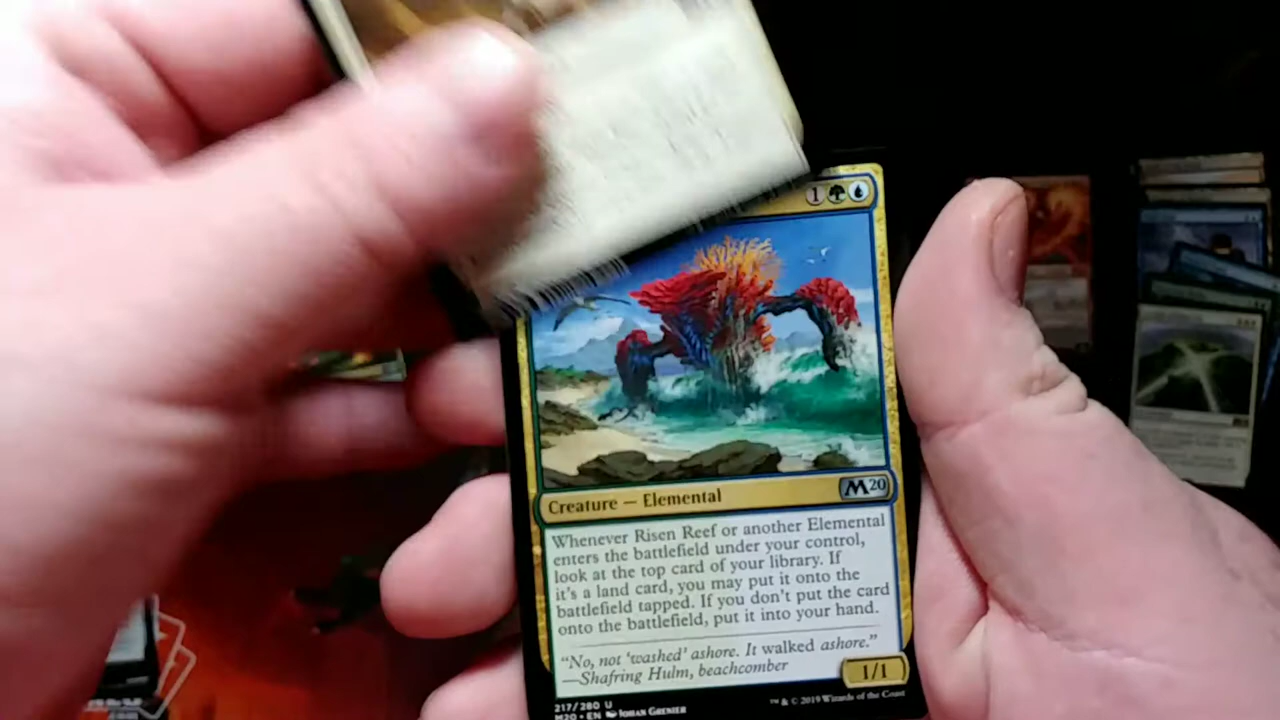 1
Creature — Elemental
M20
Whenever Risen Reef or another Elemental
enters the battlefield under your control,
look at the top card of your library. If
it's a land card, you may put it onto the
battlefield tapped. If you don't put the card
onto the battlefield, put it into your hand.
"No, not 'washed' ashore. It walked ashore."
—Shafring Hulm, beachcomber
1/1
217/280 U
M20 • EN Johan Grenier
™ & © 2019 Wizards of the Coast